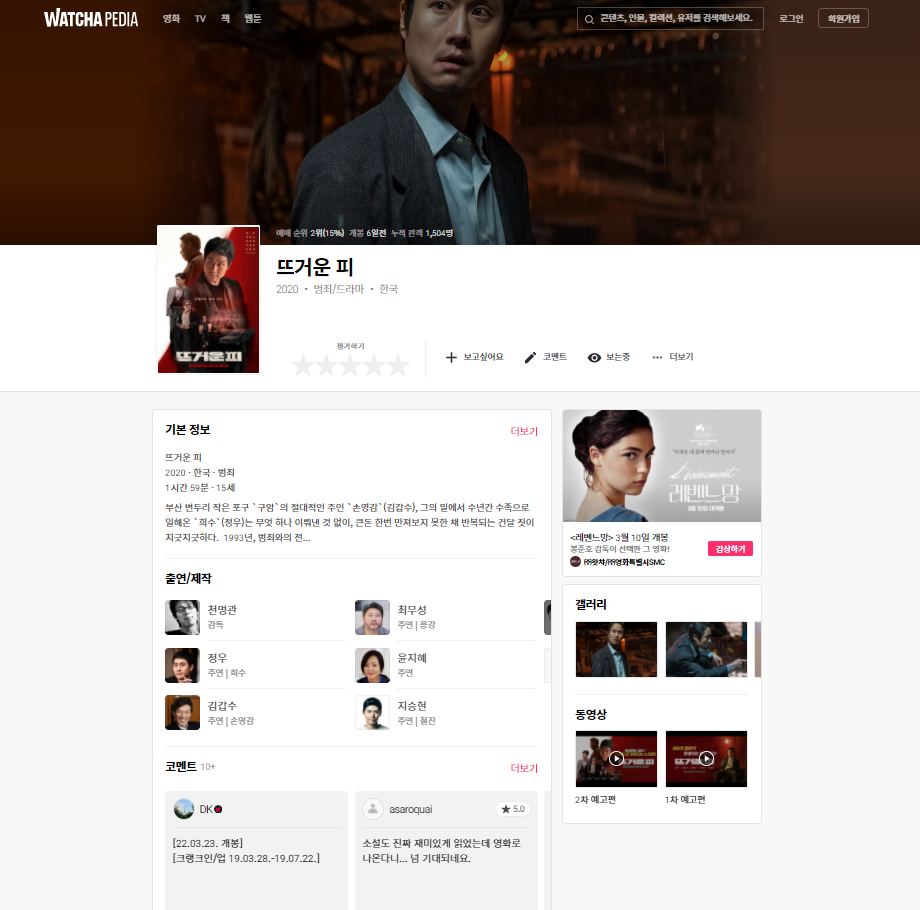 WATCHA PEDIA
영화 TV 책 웹툰
콘텐츠, 인물, 컬렉션, 유저를 검색해보세요.
로그인
회원가입
예매 순위 2위(15%) 개봉 6일전 누적 관객 1,504명
뜨거운 피
뜨거운 피
2020 · 범죄/드라마 · 한국
평가하기
보고싶어요
코멘트
보는중
더보기
기본 정보
더보기
뜨거운 피
2020 · 한국 · 범죄
1시간 59분 · 15세
부산 변두리 작은 포구 `구암`의 절대적인 주인 `손영감`(김갑수), 그의 밑에서 수년간 수족으로
일해온 `희수`(정우)는 무엇 하나 이뤄낸 것 없이, 큰돈 한번 만져보지 못한 채 반복되는 건달 짓이
지긋지긋하다. 1993년, 범죄와의 전...
출연/제작
천명관
감독
최무성
주연 | 용강
정우
주연 | 희수
윤지혜
주연
김갑수
주연 | 손영감
지승현
주연 | 철진
코멘트 10+
더보기
DK
[22.03.23. 개봉]
[크랭크인/업 19.03.28.-19.07.22.]
asaroquai
★ 5.0
소설도 진짜 재미있게 읽었는데 영화로
나온다니... 넘 기대되네요.
L'événement
레벤느망
3월 10일 대개봉
<레벤느망> 3월 10일 개봉
봉준호 감독이 선택한 그 영화!
㈜왓챠/㈜영화특별시SMC
감상하기
갤러리
동영상
2차 예고편
1차 예고편